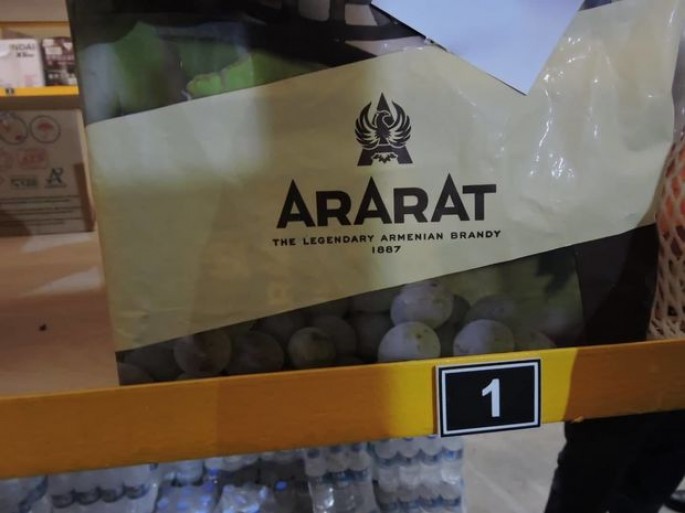 ARARAT
THE LEGENDARY ARMENIAN BRANDY
1887
1